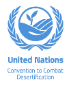 United Nations
Convention to Combat
Desertification